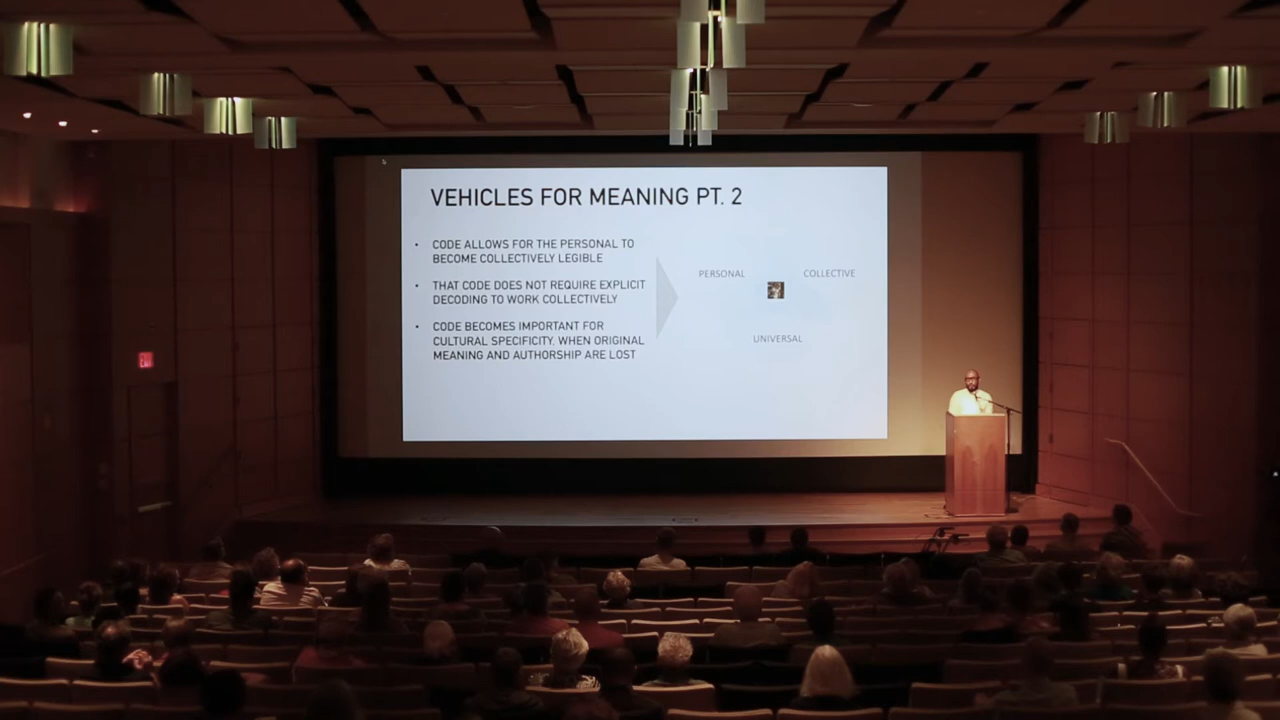 VEHICLES FOR MEANING PT. 2
• CODE ALLOWS FOR THE PERSONAL TO
BECOME COLLECTIVELY LEGIBLE
• THAT CODE DOES NOT REQUIRE EXPLICIT
DECODING TO WORK COLLECTIVELY
• CODE BECOMES IMPORTANT FOR
CULTURAL SPECIFICITY. WHEN ORIGINAL
MEANING AND AUTHORSHIP ARE LOST
PERSONAL
COLLECTIVE
UNIVERSAL